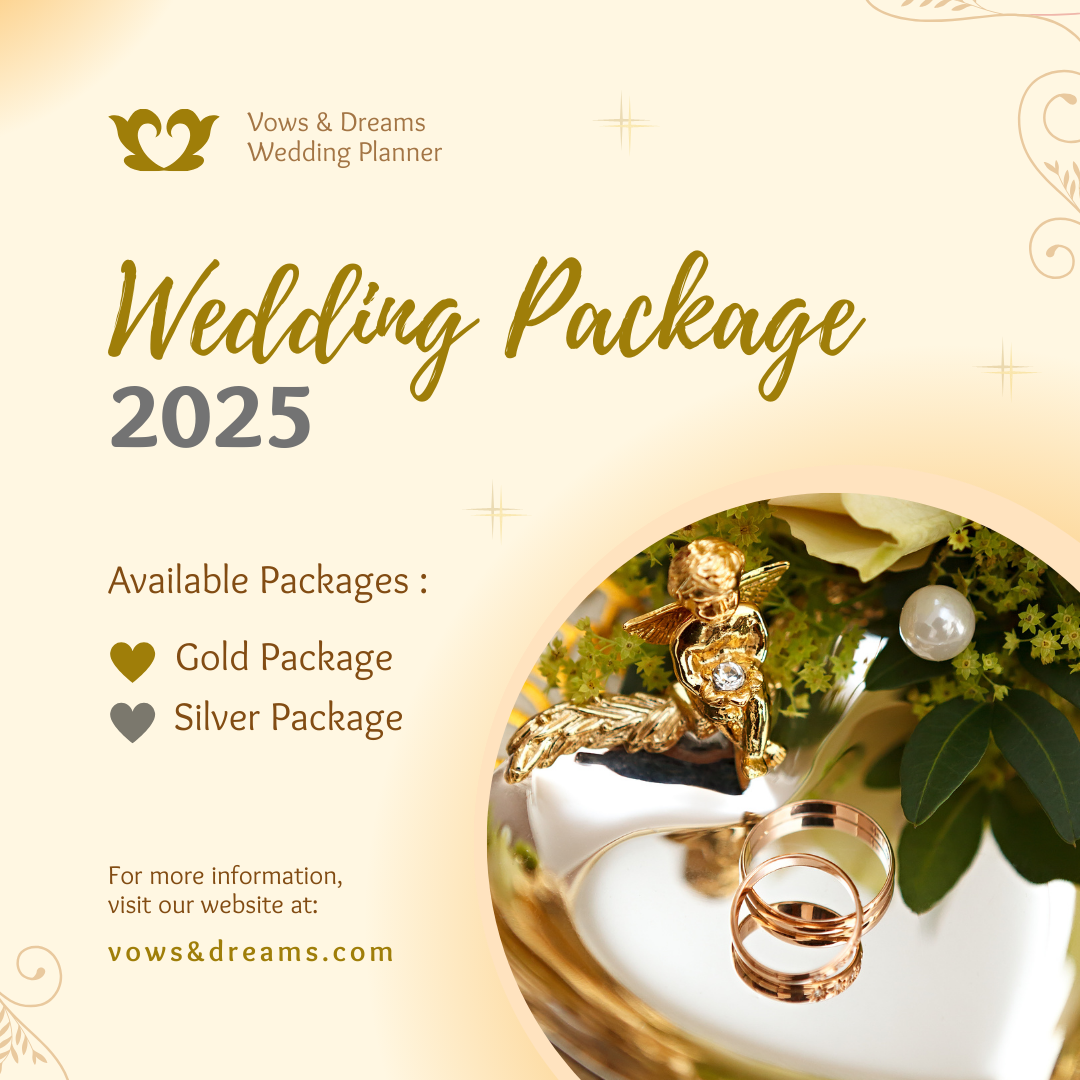 Vows & Dreams
Wedding Planner
Wedding Package
2025
Available Packages :
Gold Package
Silver Package
For more information,
visit our website at:
vows&dreams.com